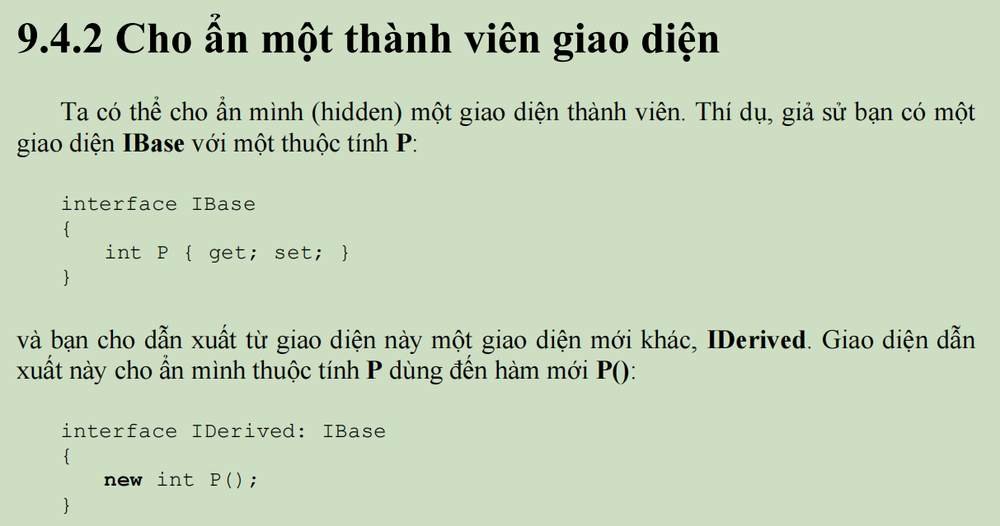 9.4.2 Cho ẩn một thành viên giao diện
Ta có thể cho ẩn mình (hidden) một giao diện thành viên. Thí dụ, giả sử bạn có một
giao diện IBase với một thuộc tính P:
interface IBase
{
int P { get; set; }
}
và bạn cho dẫn xuất từ giao diện này một giao diện mới khác, IDerived. Giao diện dẫn
xuất này cho ẩn mình thuộc tính P dùng đến hàm mới P():
interface IDerived: IBase
{
new int P();
}